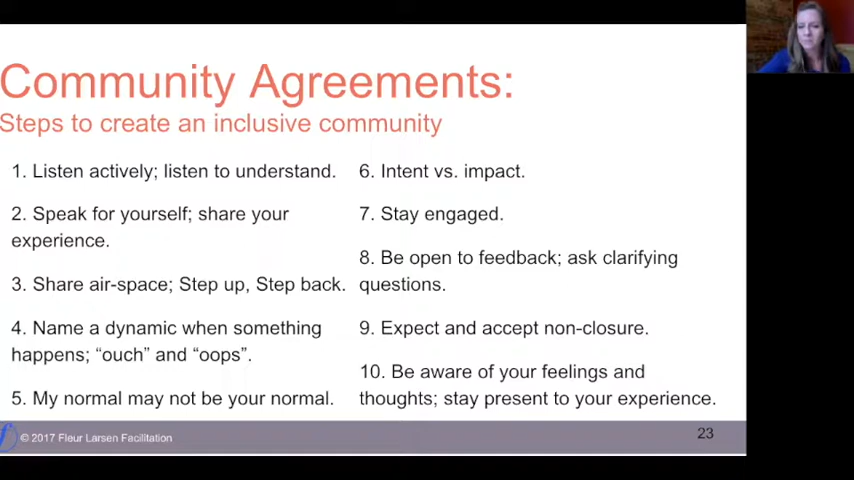 Community Agreements:
Steps to create an inclusive community
1. Listen actively; listen to understand.
2. Speak for yourself; share your
experience.
3. Share air-space; Step up, Step back.
4. Name a dynamic when something
happens; “ouch” and “oops”.
5. My normal may not be your normal.
6. Intent vs. impact.
7. Stay engaged.
8. Be open to feedback; ask clarifying
questions.
9. Expect and accept non-closure.
10. Be aware of your feelings and
thoughts; stay present to your experience.
© 2017 Fleur Larsen Facilitation
23